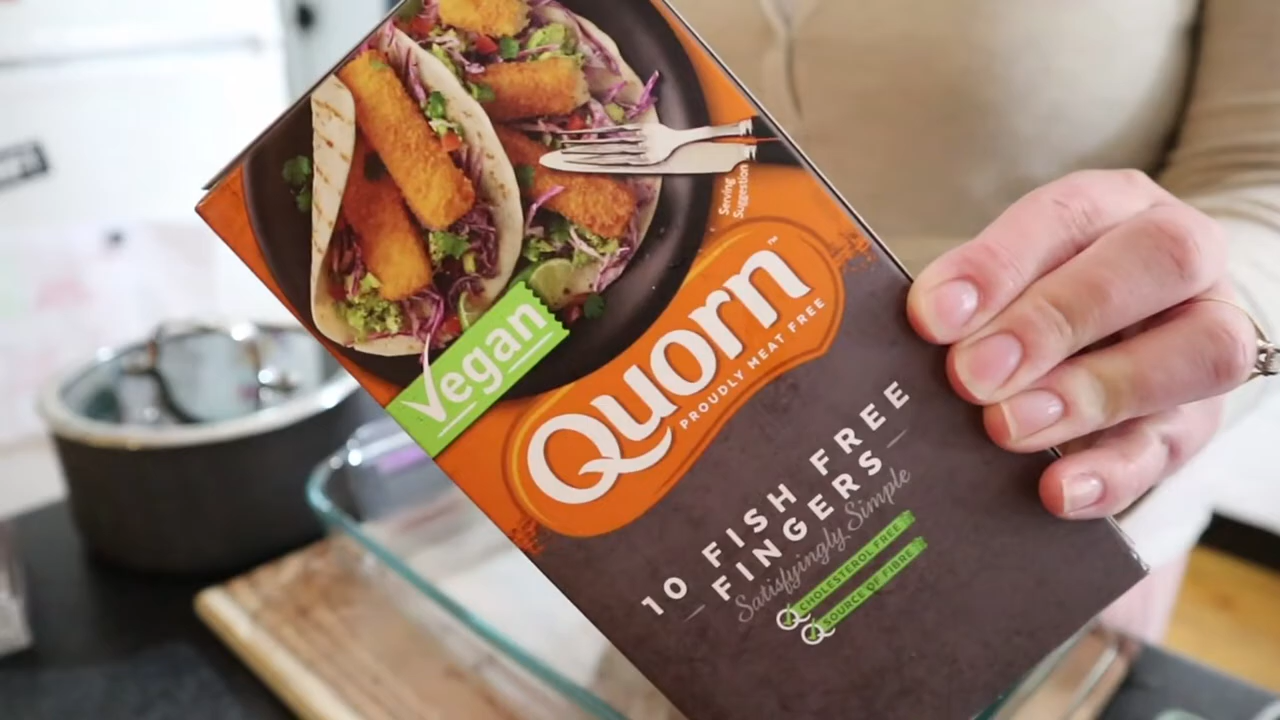 Serving
Suggestion
Vegan
Quorn™
PROUDLY MEAT FREE
10 FISH FREE
FINGERS
Satisfyingly Simple
CHOLESTEROL FREE
SOURCE OF FIBRE